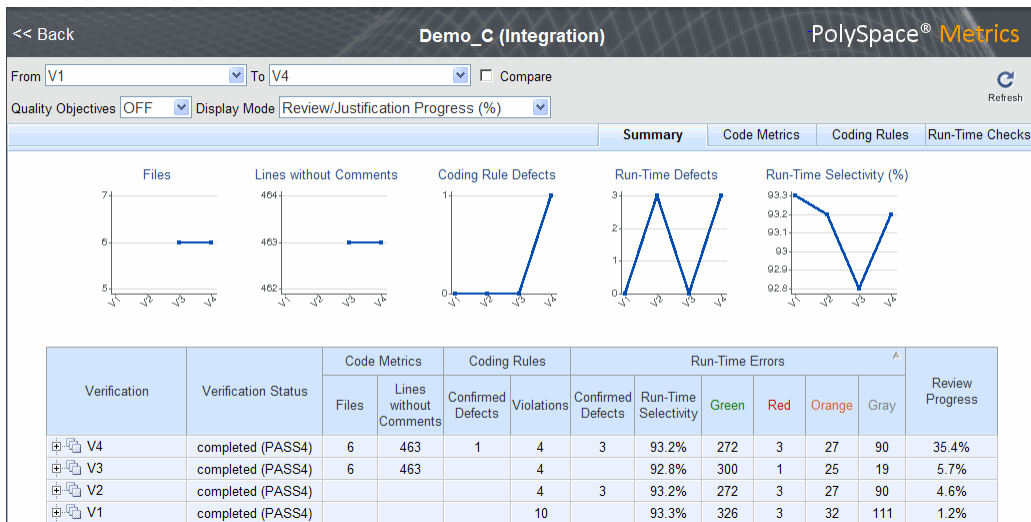 << Back
Demo_C (Integration)
PolySpace® Metrics
From V1 To V4 Compare
Refresh
Quality Objectives OFF Display Mode Review/Justification Progress (%)
Summary Code Metrics Coding Rules Run-Time Checks
Files
7
6
5
V1 V2 V3 V4
Lines without Comments
464
463
462
V1 V2 V3 V4
Coding Rule Defects
1
0
V1 V2 V3 V4
Run-Time Defects
3
2
1
0
V1 V2 V3 V4
Run-Time Selectivity (%)
93.3
93.2
93.1
93
92.9
92.8
V1 V2 V3 V4
Verification Verification Status Code Metrics Coding Rules Run-Time Errors Review Progress
Files Lines without Comments Confirmed Defects Violations Confirmed Defects Run-Time Selectivity Green Red Orange Gray
V4 completed (PASS4) 6 463 1 4 3 93.2% 272 3 27 90 35.4%
V3 completed (PASS4) 6 463 4 92.8% 300 1 25 19 5.7%
V2 completed (PASS4) 4 3 93.2% 272 3 27 90 4.6%
V1 completed (PASS4) 10 93.3% 326 3 32 111 1.2%